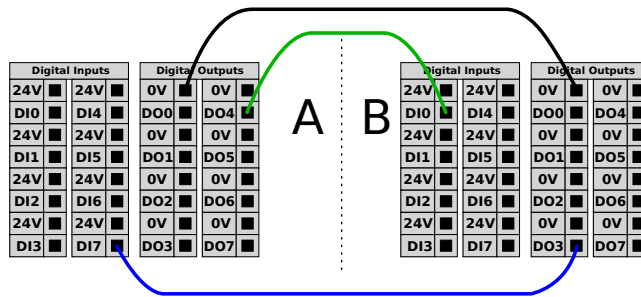 Digital Inputs Digital Outputs Digital Inputs Digital Outputs
24V 24V 0V 0V 24V 24V 0V 0V
DI0 DI4 DO0 DO4 A B DI0 DI4 DO0 DO4
24V 24V 0V 0V 24V 24V 0V 0V
DI1 DI5 DO1 DO5 DI1 DI5 DO1 DO5
24V 24V 0V 0V 24V 24V 0V 0V
DI2 DI6 DO2 DO6 DI2 DI6 DO2 DO6
24V 24V 0V 0V 24V 24V 0V 0V
DI3 DI7 DO3 DO7 DI3 DI7 DO3 DO7